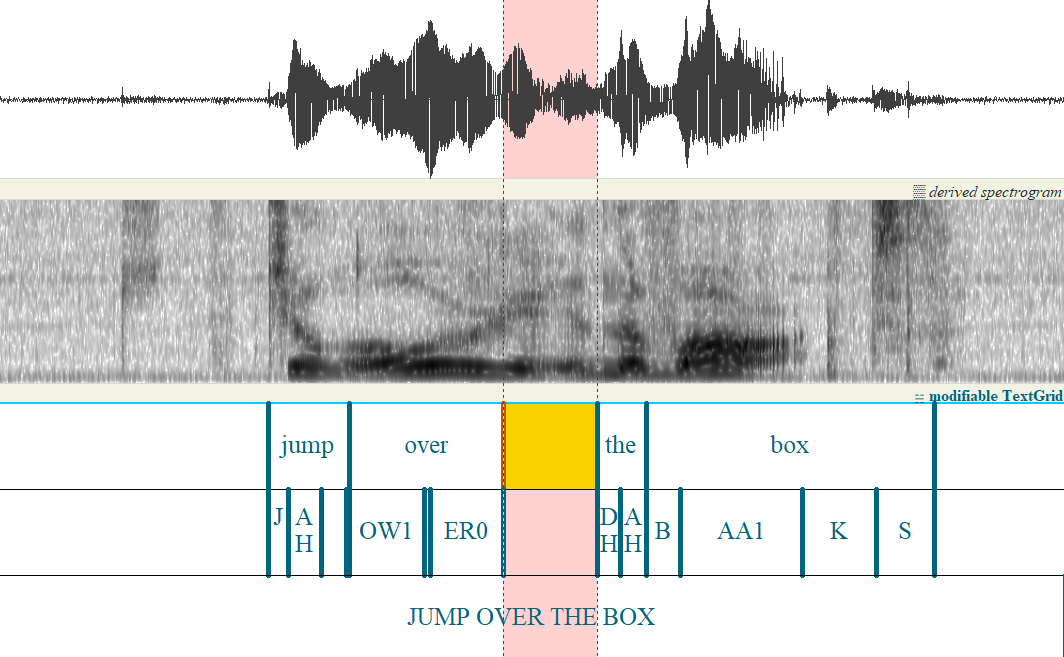 derived spectrogram
modifiable TextGrid
jump over the box
J AH OW1 ER0 DH AH B AA1 K S
JUMP OVER THE BOX